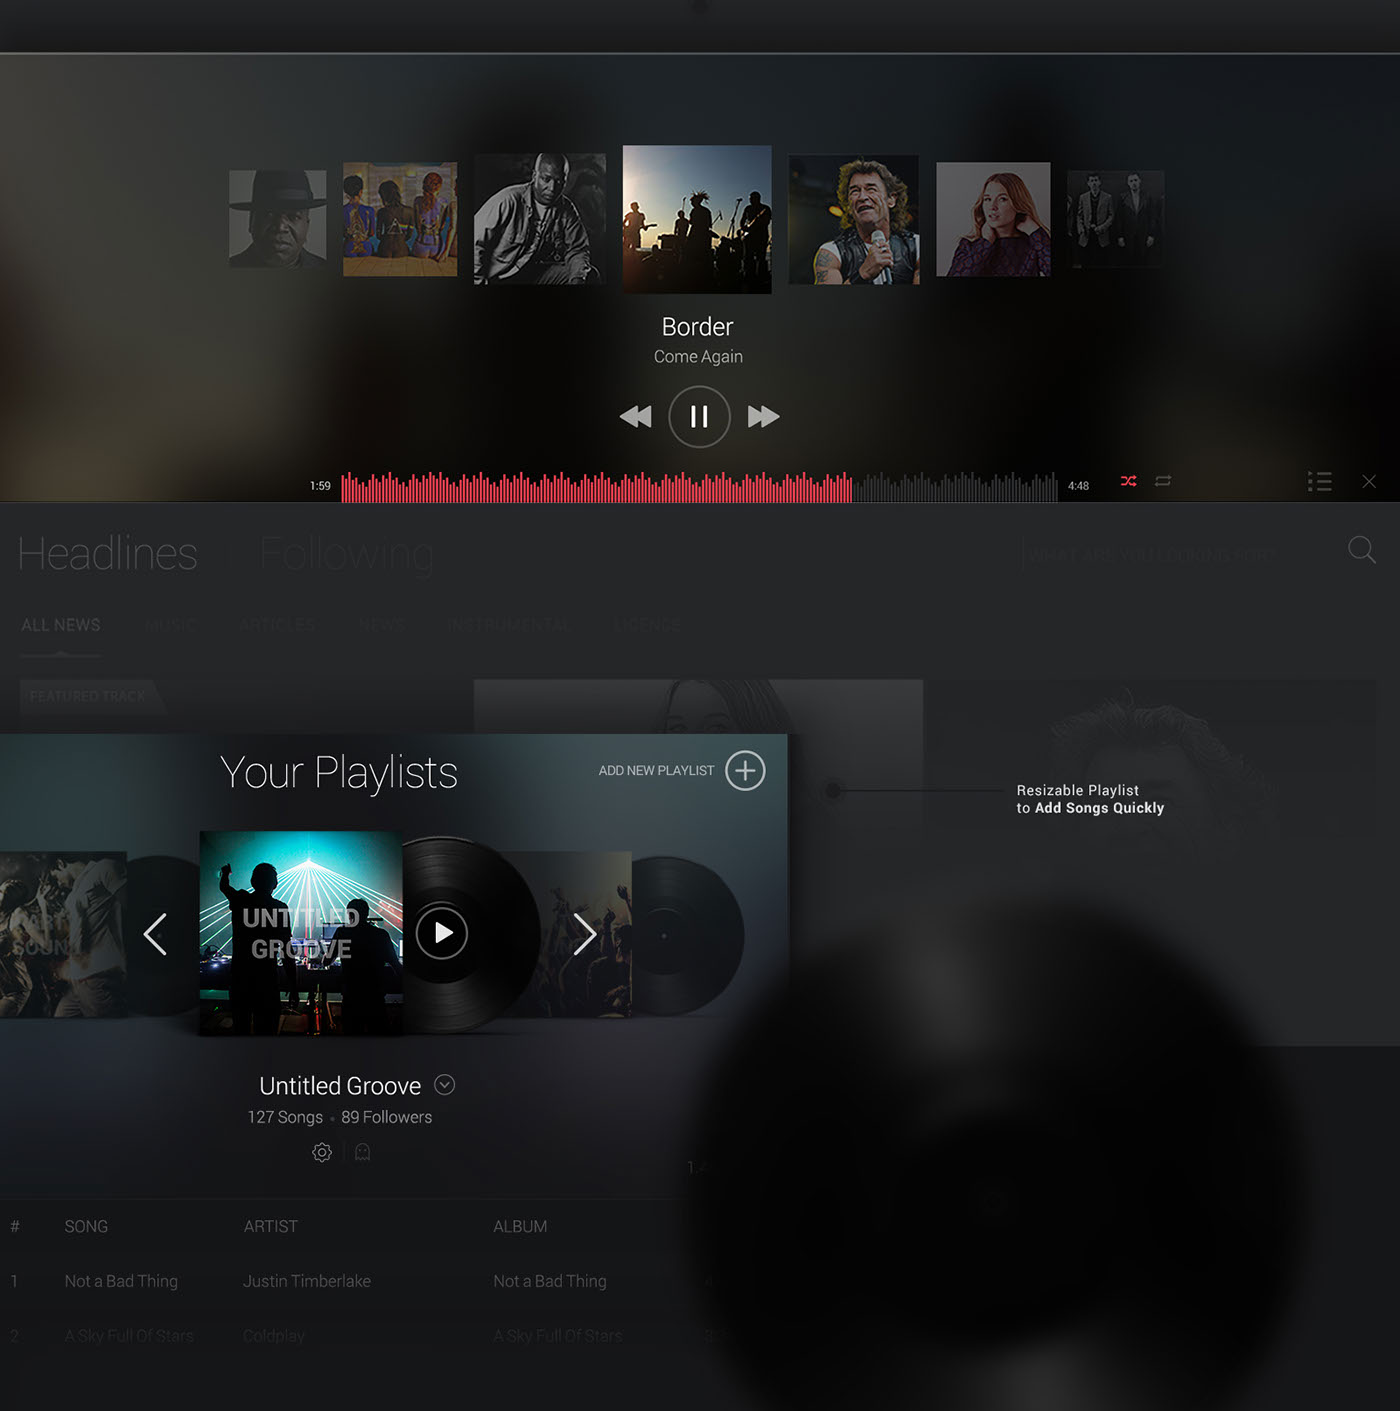 Border
Come Again
1:59
4:48
Headlines
Following
WHAT ARE YOU LOOKING FOR?
ALL NEWS MUSIC ARTICLES NEWS INSTRUMENTAL LICENCE
FEATURED TRACK
Your Playlists
ADD NEW PLAYLIST
Resizable Playlist
to Add Songs Quickly
UNTITLED
GROOVE
SOUND
Untitled Groove
127 Songs • 89 Followers
# SONG ARTIST ALBUM
1 Not a Bad Thing Justin Timberlake Not a Bad Thing
2 A Sky Full Of Stars Coldplay A Sky Full Of Stars